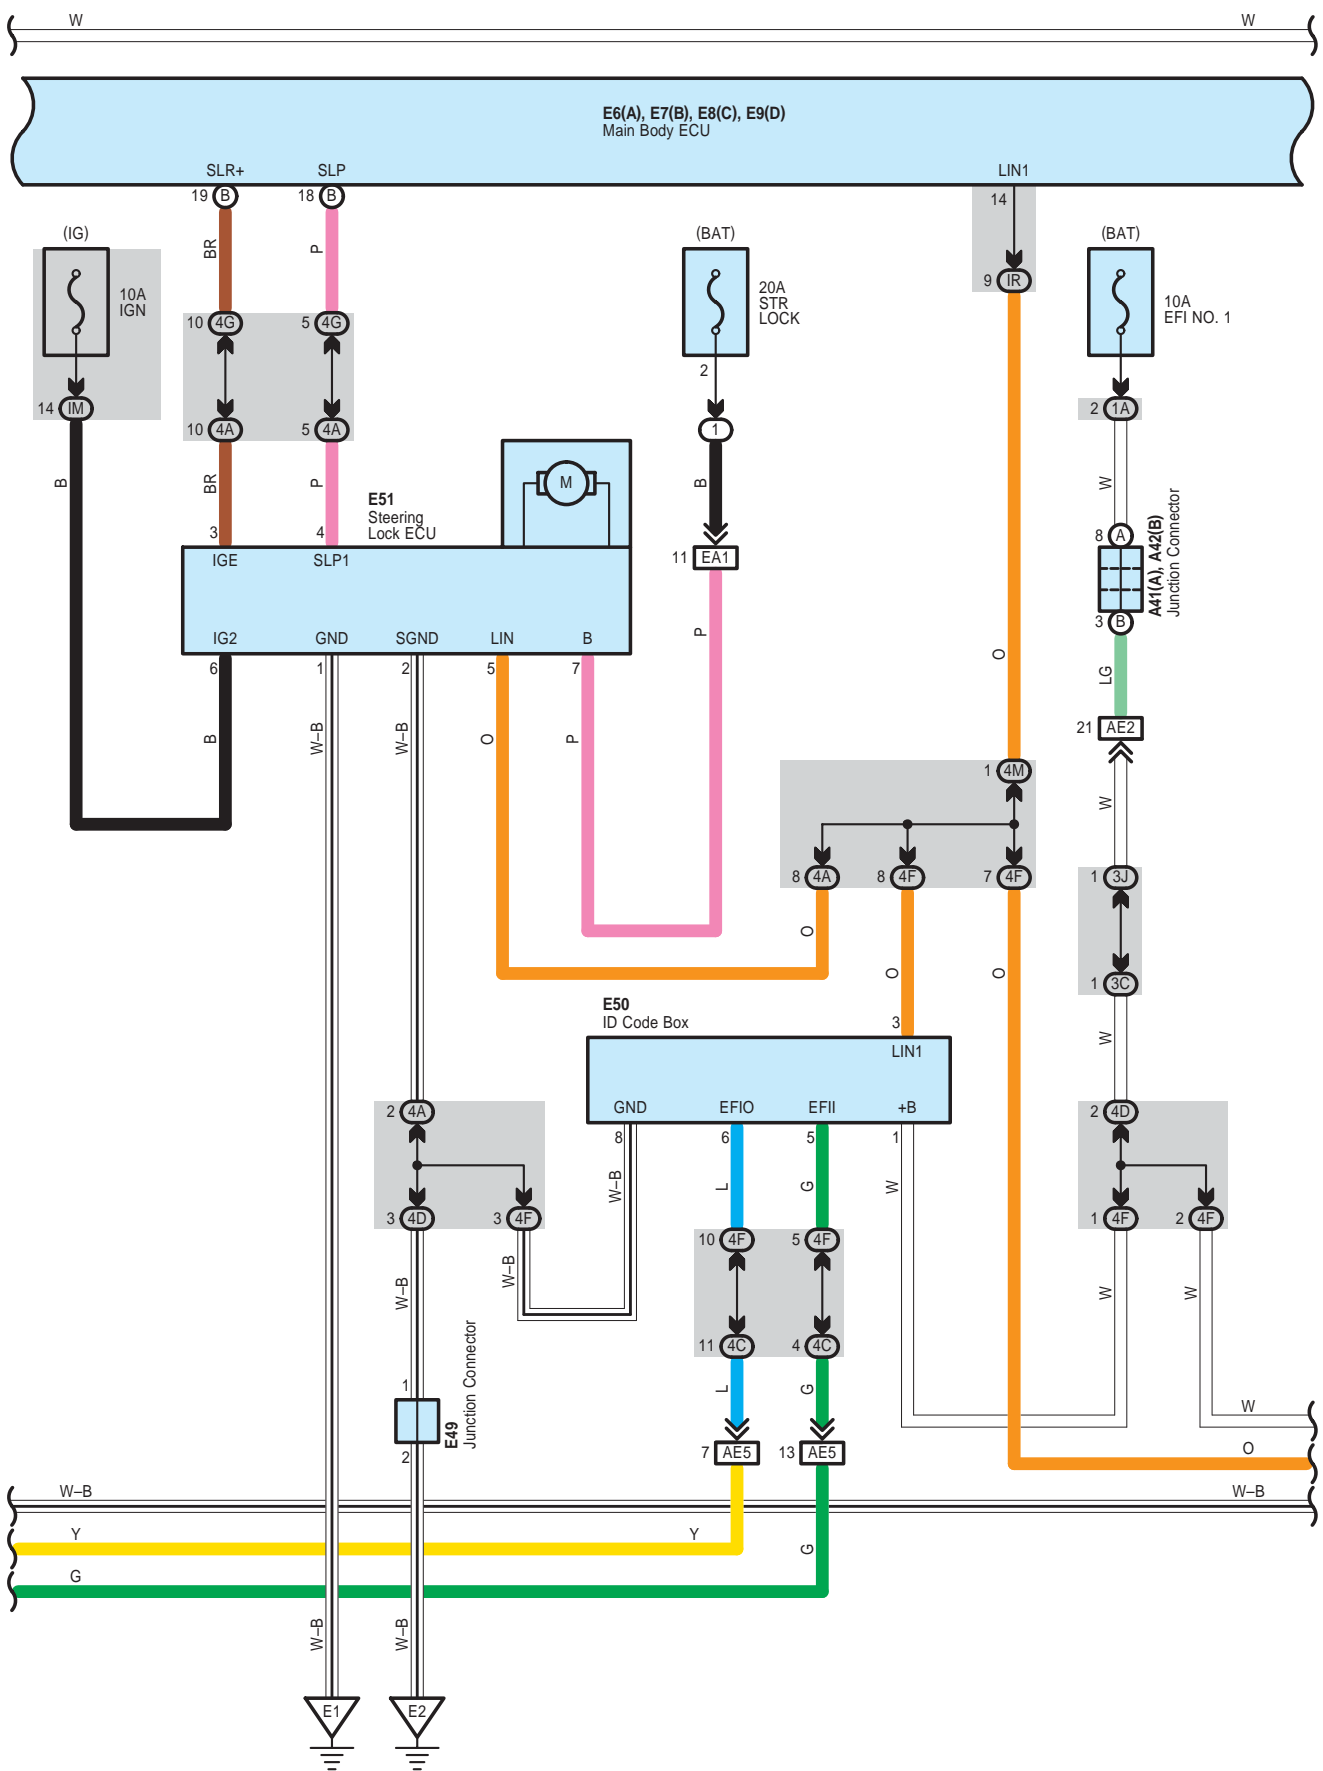 W
W
E6(A), E7(B), E8(C), E9(D)
Main Body ECU
SLR+
SLP
LIN1
19 B
18 B
14
(IG)
(BAT)
(BAT)
BR
P
9 IR
10A
IGN
20A
STR
LOCK
10A
EFI NO. 1
10 4G
5 4G
2
14 IM
2 1A
10 4A
5 4A
1
B
BR
P
M
B
W
E51
Steering
Lock ECU
A41(A), A42(B)
Junction Connector
3
4
8 A
IGE
SLP1
11 EA1
3 B
IG2
GND
SGND
LIN
B
P
O
6
1
2
5
7
LG
B
W–B
W–B
O
P
21 AE2
1 4M
W
8 4A
8 4F
7 4F
1 3J
O
O
O
1 3C
E50
ID Code Box
3
LIN1
W
GND
EFIO
EFII
+B
2 4A
2 4D
8
6
5
1
W–B
L
G
W
3 4D
3 4F
1 4F
2 4F
10 4F
5 4F
W–B
W–B
W
W
11 4C
4 4C
1
E49
Junction Connector
L
G
W
2
7 AE5
13 AE5
O
W–B
W–B
Y
Y
G
G
W–B
W–B
E1
E2